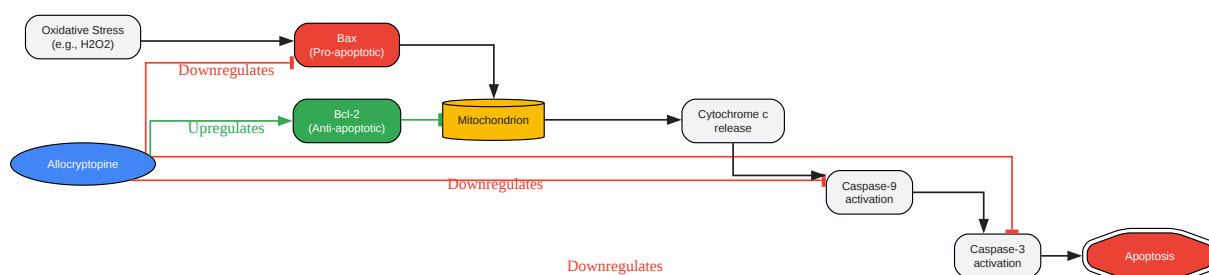 Oxidative Stress
(e.g., H2O2)
Bax
(Pro-apoptotic)
Downregulates
Bcl-2
(Anti-apoptotic)
Upregulates
Mitochondrion
Cytochrome c
release
Allocryptopine
Downregulates
Caspase-9
activation
Caspase-3
activation
Apoptosis
Downregulates